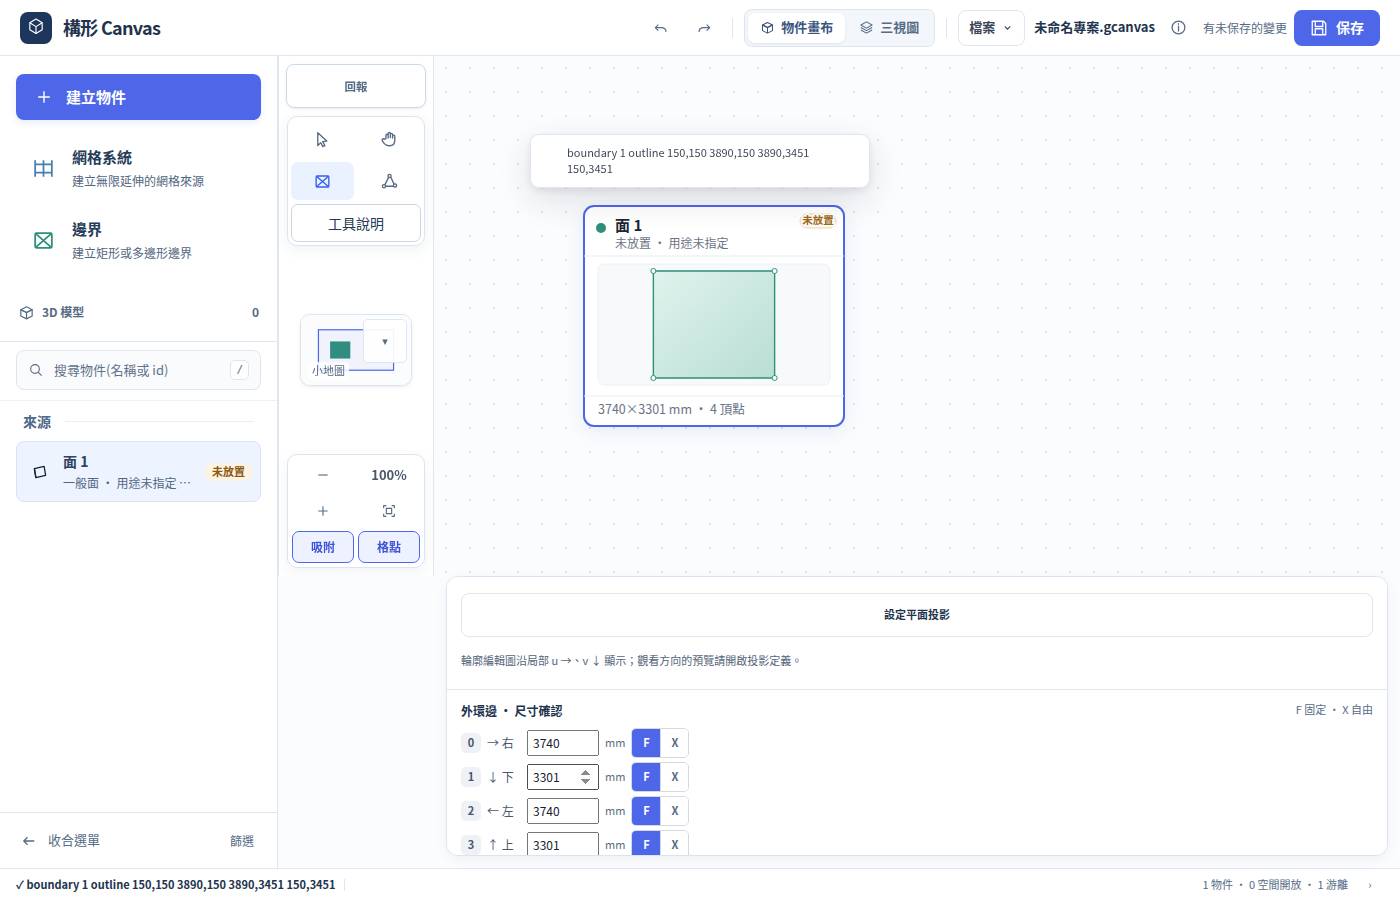 構形 Canvas
物件畫布
三視圖
檔案
未命名專案.gcanvas
有未保存的變更
保存
建立物件
網格系統
建立無限延伸的網格來源
邊界
建立矩形或多邊形邊界
3D 模型
0
搜尋物件(名稱或 id)
/
來源
面 1
一般面 · 用途未指定 ···
未放置
收合選單
篩選
回報
工具說明
小地圖
▼
100%
吸附
格點
boundary 1 outline 150,150 3890,150 3890,3451
150,3451
面 1
未放置
未放置 · 用途未指定
3740×3301 mm · 4 頂點
設定平面投影
輪廓編輯圖沿局部 u →、v ↓ 顯示；觀看方向的預覽請開啟投影定義。
外環邊 · 尺寸確認
F 固定 · X 自由
0 → 右 3740 mm F X
1 ↓ 下 3301 mm F X
2 ← 左 3740 mm F X
3 ↑ 上 3301 mm F X
✓ boundary 1 outline 150,150 3890,150 3890,3451 150,3451
1 物件 · 0 空間開放 · 1 游離